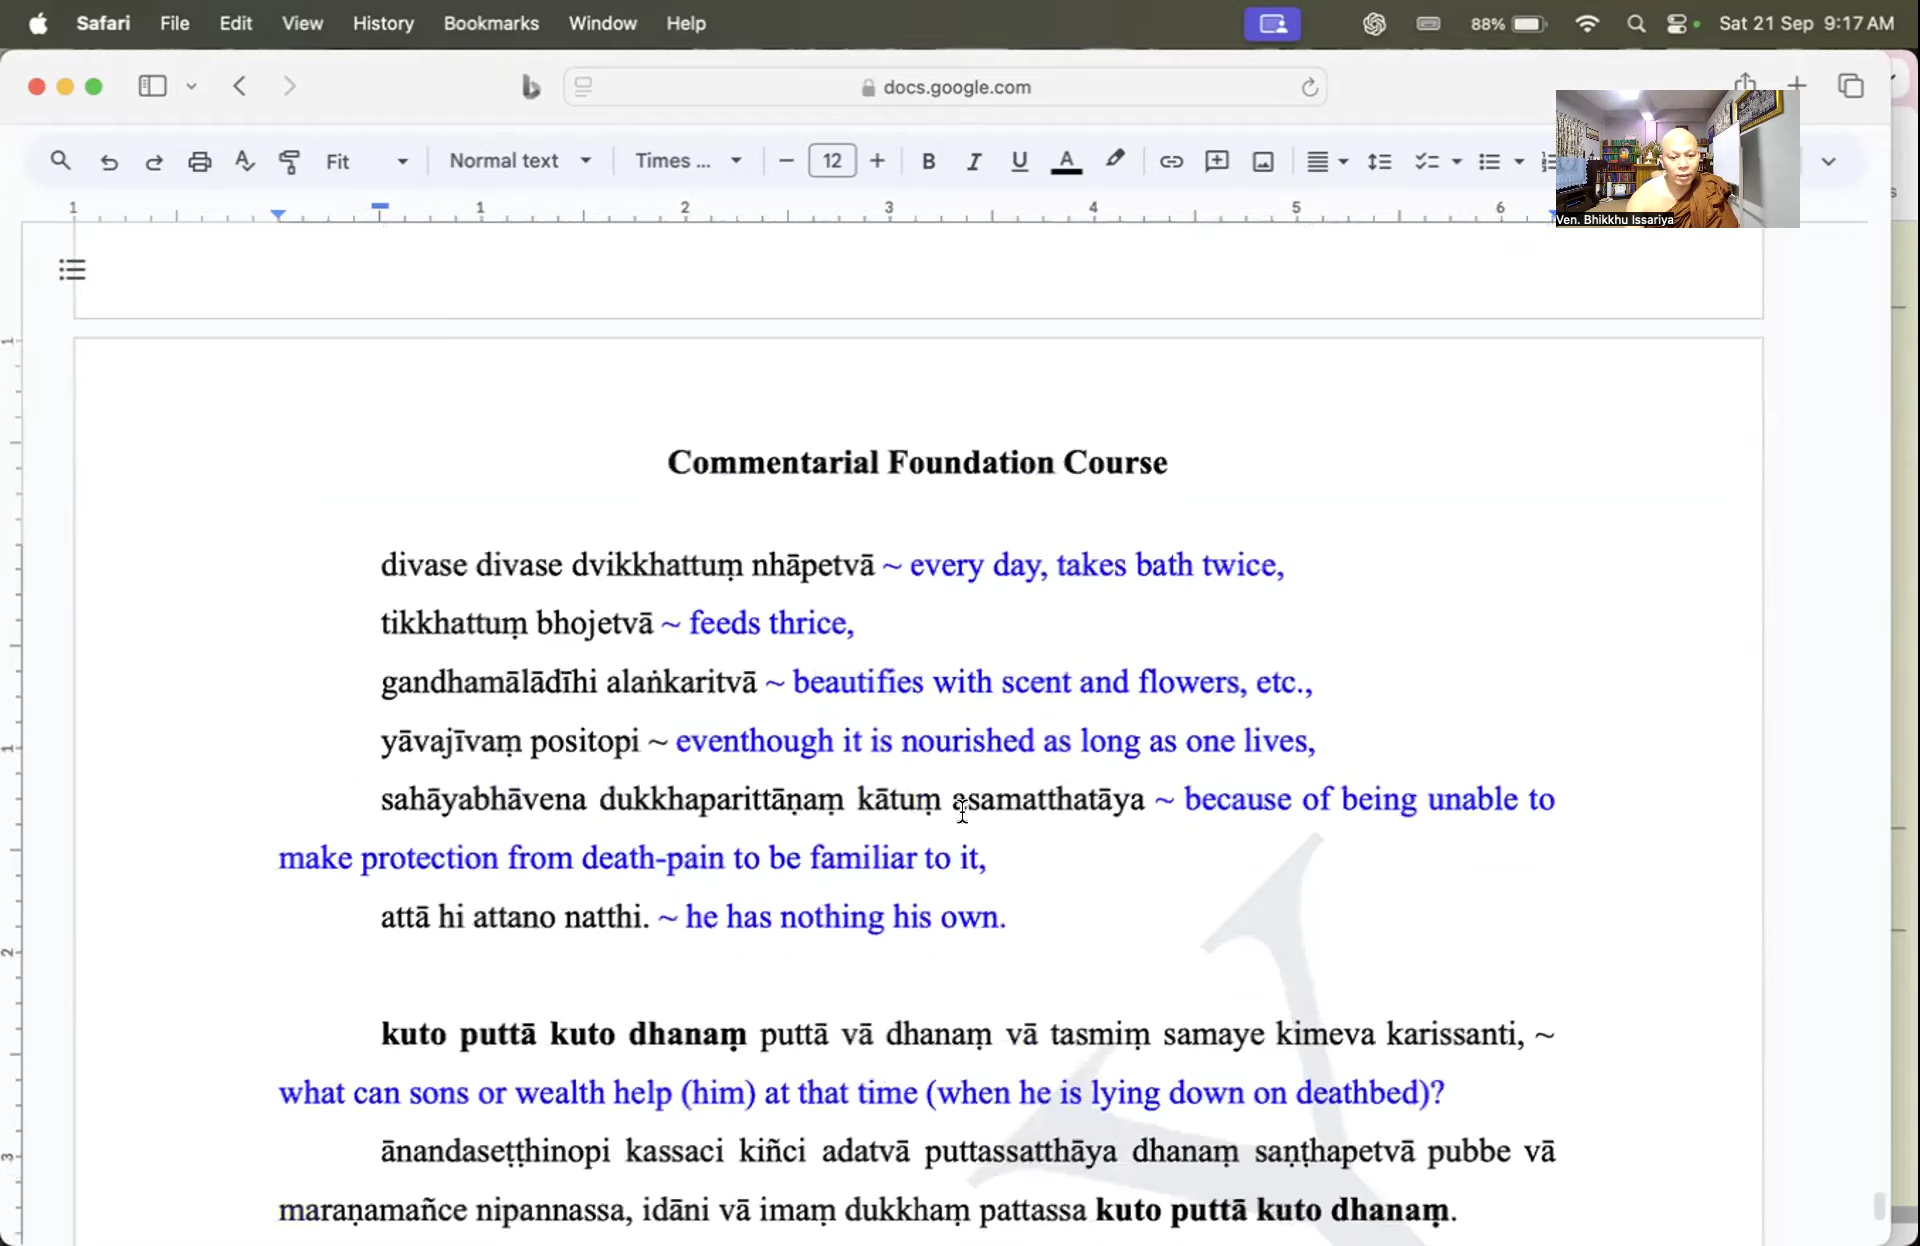 Safari File Edit View History Bookmarks Window Help 88% Sat 21 Sep 9:17 AM
docs.google.com
Fit Normal text Times ... 12 B I U A
Ven. Bhikkhu Issariya
1 1 2 3 4 5 6
Commentarial Foundation Course
divase divase dvikkhattuṃ nhāpetvā ~ every day, takes bath twice,
tikkhattuṃ bhojetvā ~ feeds thrice,
gandhamālādīhi alaṅkaritvā ~ beautifies with scent and flowers, etc.,
yāvajīvaṃ positopi ~ eventhough it is nourished as long as one lives,
sahāyabhāvena dukkhaparittāṇaṃ kātuṃ asamatthatāya ~ because of being unable to
make protection from death-pain to be familiar to it,
attā hi attano natthi. ~ he has nothing his own.
kuto puttā kuto dhanaṃ puttā vā dhanaṃ vā tasmiṃ samaye kimeva karissanti, ~
what can sons or wealth help (him) at that time (when he is lying down on deathbed)?
ānandaseṭṭhinopi kassaci kiñci adatvā puttassatthāya dhanaṃ saṇṭhapetvā pubbe vā
maraṇamañce nipannassa, idāni vā imaṃ dukkhaṃ pattassa kuto puttā kuto dhanaṃ.